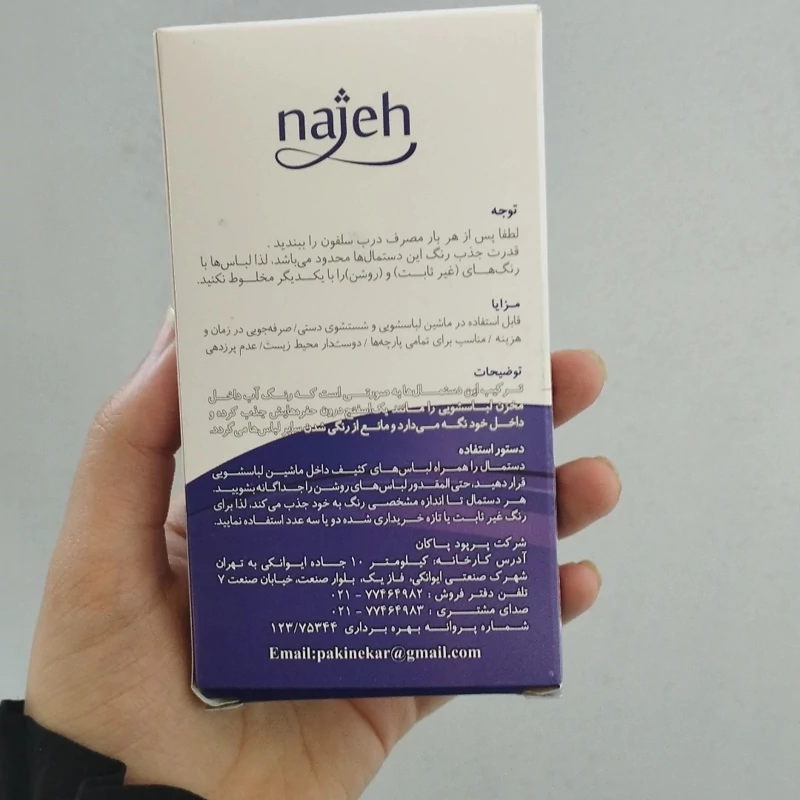 najeh
توجه
لطفا پس از هر بار مصرف درب سلفون را ببندید .
قدرت جذب رنگ این دستمال‌ها محدود می‌باشد، لذا لباس‌ها با
رنگ‌های (غیر ثابت) و (روشن)را با یکدیگر مخلوط نکنید.
مزایا
قابل استفاده در ماشین لباسشویی و شستشوی دستی/ صرفه‌جویی در زمان و
هزینه / مناسب برای تمامی پارچه‌ها / دوستدار محیط زیست/ عدم پرزدهی
توضیحات
ترکیب این دستمال‌ها به صورتی است که رنگ آب داخل
مخزن لباسشویی را مانند یک اسفنج درون حفره‌هایش جذب کرده و
داخل خود نگه می‌دارد و مانع از رنگی شدن سایر لباس‌ها می‌گردد.
دستور استفاده
دستمال را همراه لباس‌های کثیف داخل ماشین لباسشویی
قرار دهید، حتی المقدور لباس‌های روشن را جداگانه بشویید.
هر دستمال تا اندازه مشخصی رنگ به خود جذب می‌کند، لذا برای
رنگ غیر ثابت یا تازه خریداری شده دو یا سه عدد استفاده نمایید.
شرکت پرپود پاکان
آدرس کارخانه: کیلومتر ۱۰ جاده ایوانکی به تهران
شهرک صنعتی ایوانکی، فاز یک، بلوار صنعت، خیابان صنعت ۷
تلفن دفتر فروش : ۷۷۴۶۴۹۸۲ - ۰۲۱
صدای مشتری : ۷۷۴۶۴۹۸۳ - ۰۲۱
شماره پروانه بهره برداری ۱۲۳/۷۵۳۴۴
Email:pakinekar@gmail.com